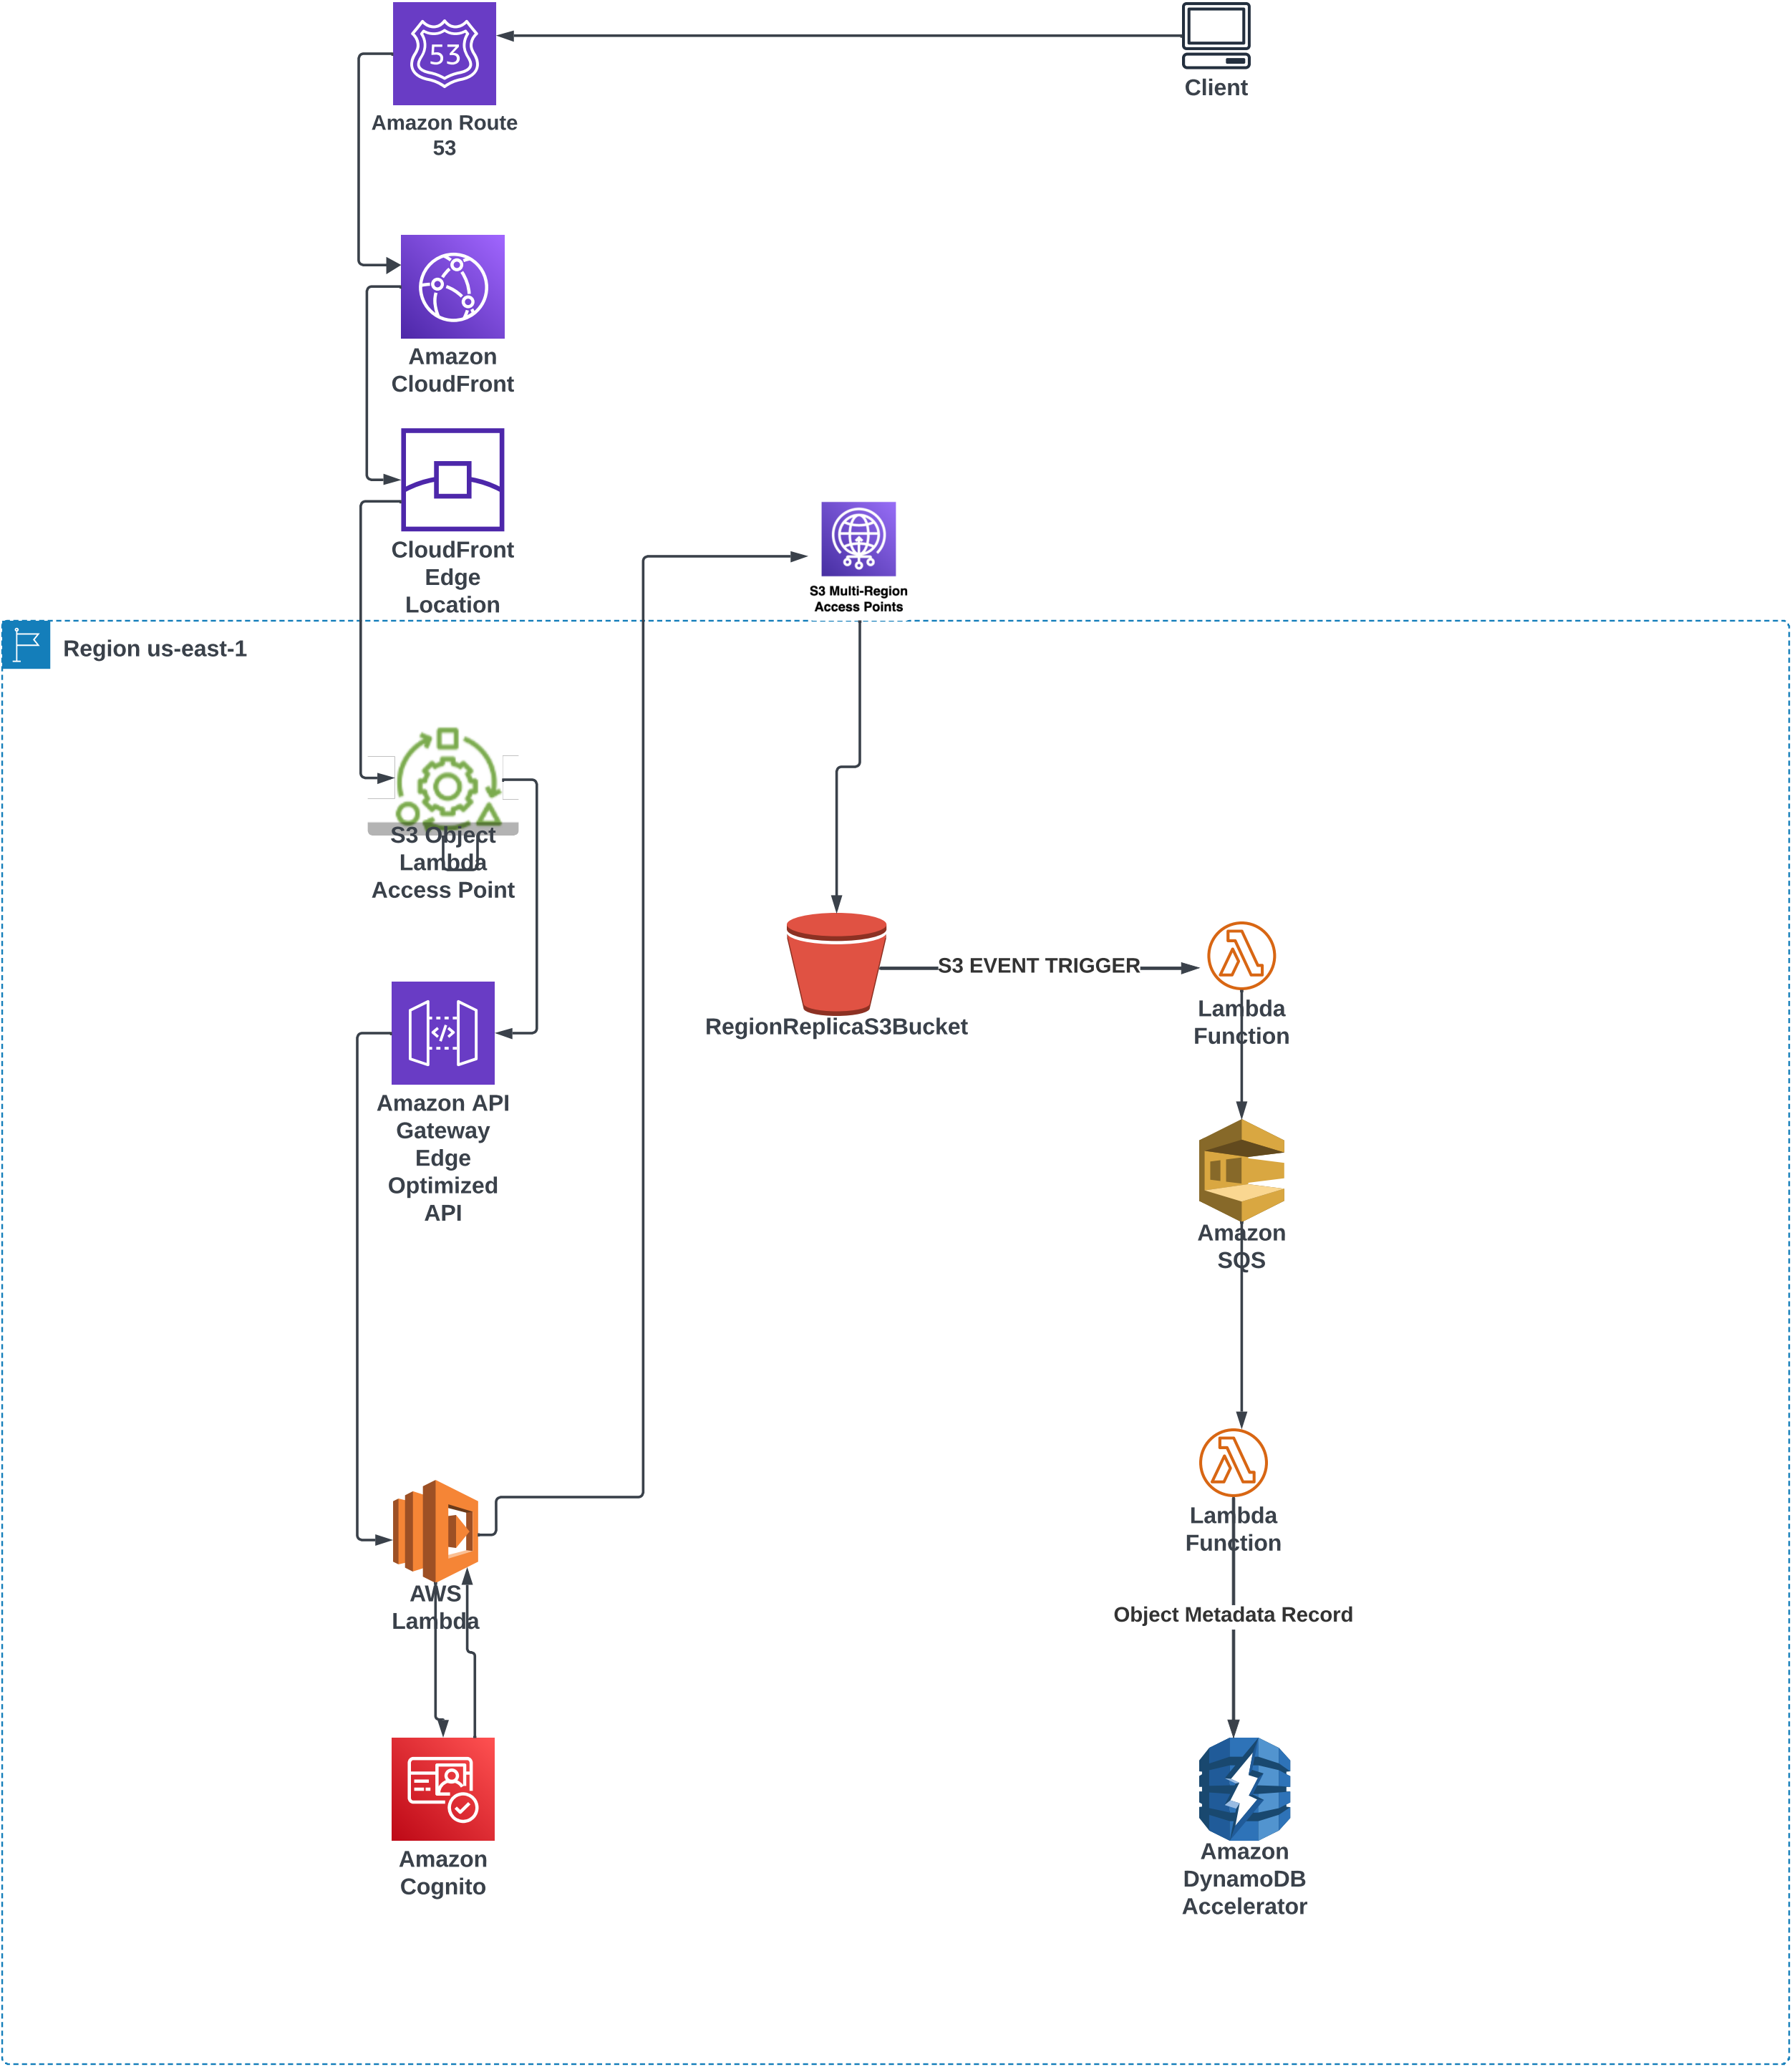 53
Client
Amazon Route
53
Amazon
CloudFront
CloudFront
Edge
Location
S3 Multi-Region
Access Points
Region us-east-1
S3 Object
Lambda
Access Point
S3 EVENT TRIGGER
Lambda
Function
RegionReplicaS3Bucket
Amazon API
Gateway
Edge
Optimized
API
Amazon
SQS
Lambda
Function
AWS
Lambda
Object Metadata Record
Amazon
Cognito
Amazon
DynamoDB
Accelerator